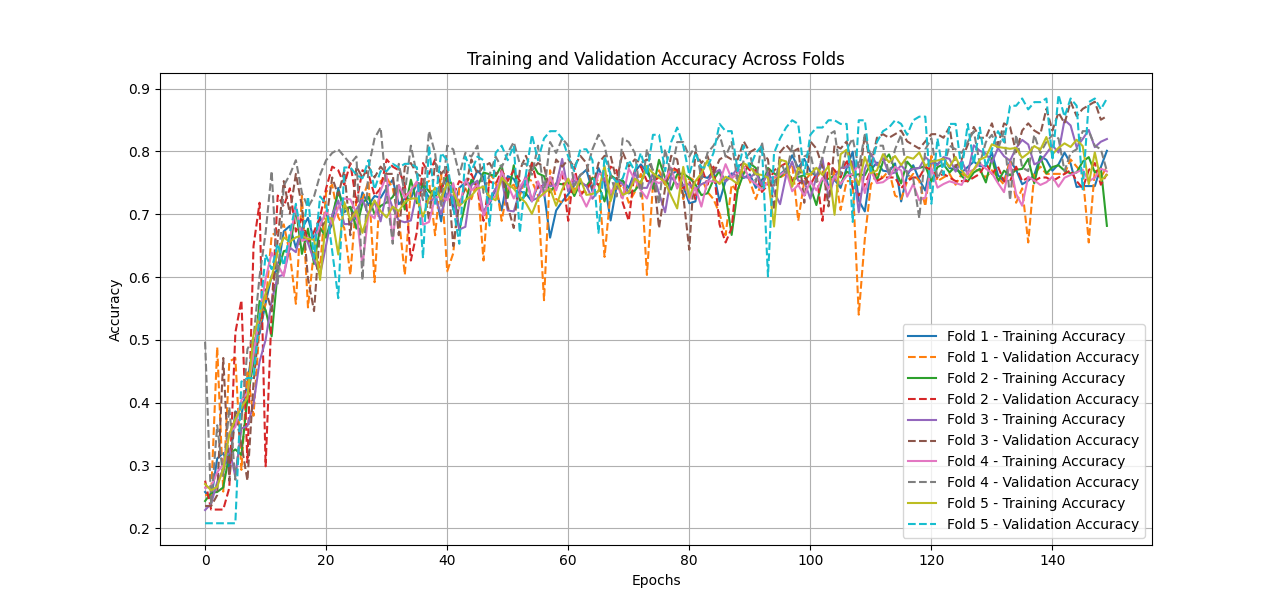 Training and Validation Accuracy Across Folds
Accuracy
0.9
0.8
0.7
0.6
0.5
0.4
0.3
0.2
0 20 40 60 80 100 120 140
Epochs
Fold 1 - Training Accuracy
Fold 1 - Validation Accuracy
Fold 2 - Training Accuracy
Fold 2 - Validation Accuracy
Fold 3 - Training Accuracy
Fold 3 - Validation Accuracy
Fold 4 - Training Accuracy
Fold 4 - Validation Accuracy
Fold 5 - Training Accuracy
Fold 5 - Validation Accuracy